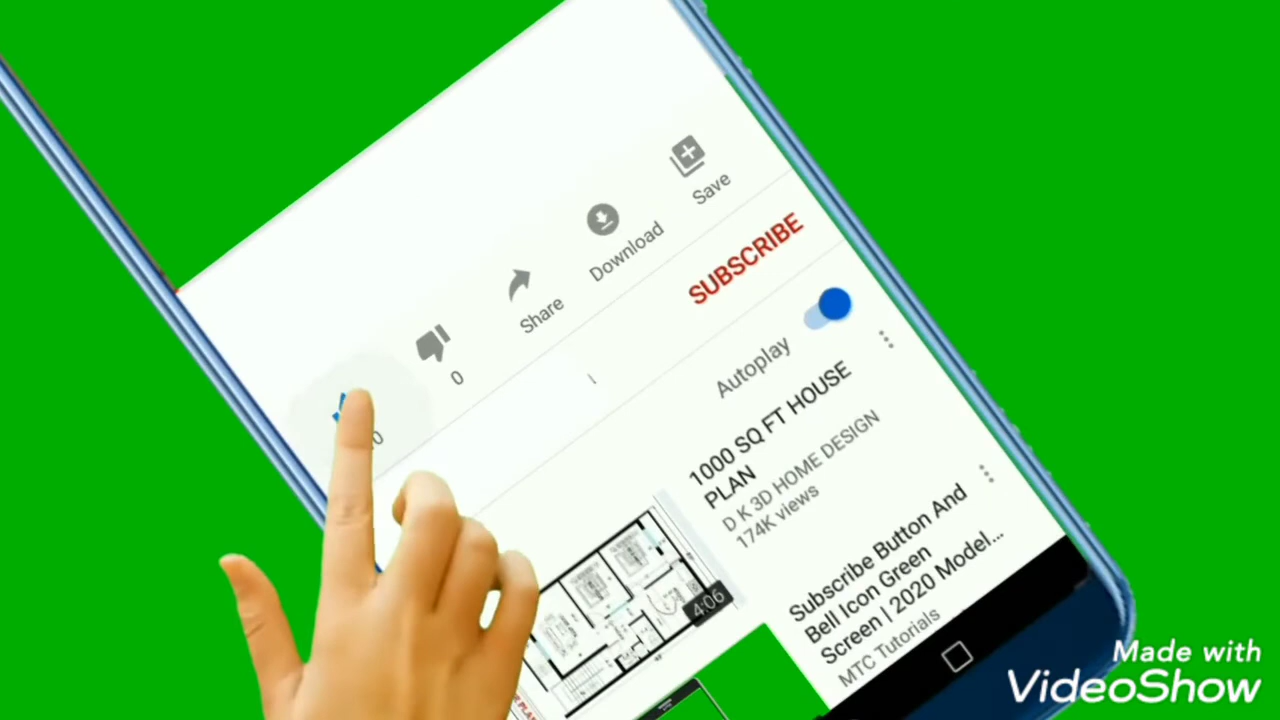 Save
Download
Share
0
0
SUBSCRIBE
Autoplay
1000 SQ FT HOUSE
PLAN
D K 3D HOME DESIGN
174K views
4:06
Subscribe Button And
Bell Icon Green
Screen | 2020 Model...
MTC Tutorials
Made with
VideoShow